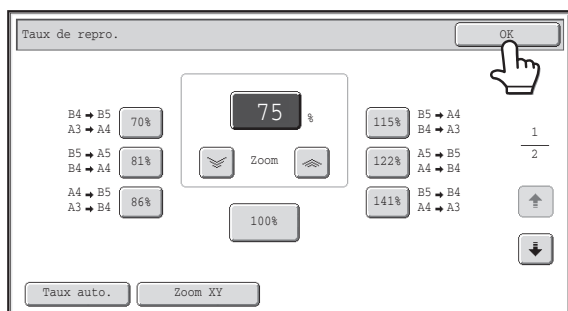 Taux de repro.
OK
B4 → B5
A3 → A4
70%
B5 → A5
B4 → A4
81%
A4 → B5
A3 → B4
86%
75 %
Zoom
100%
115%
B5 → A4
B4 → A3
122%
A5 → B5
A4 → B4
141%
B5 → B4
A4 → A3
1
2
Taux auto.
Zoom XY